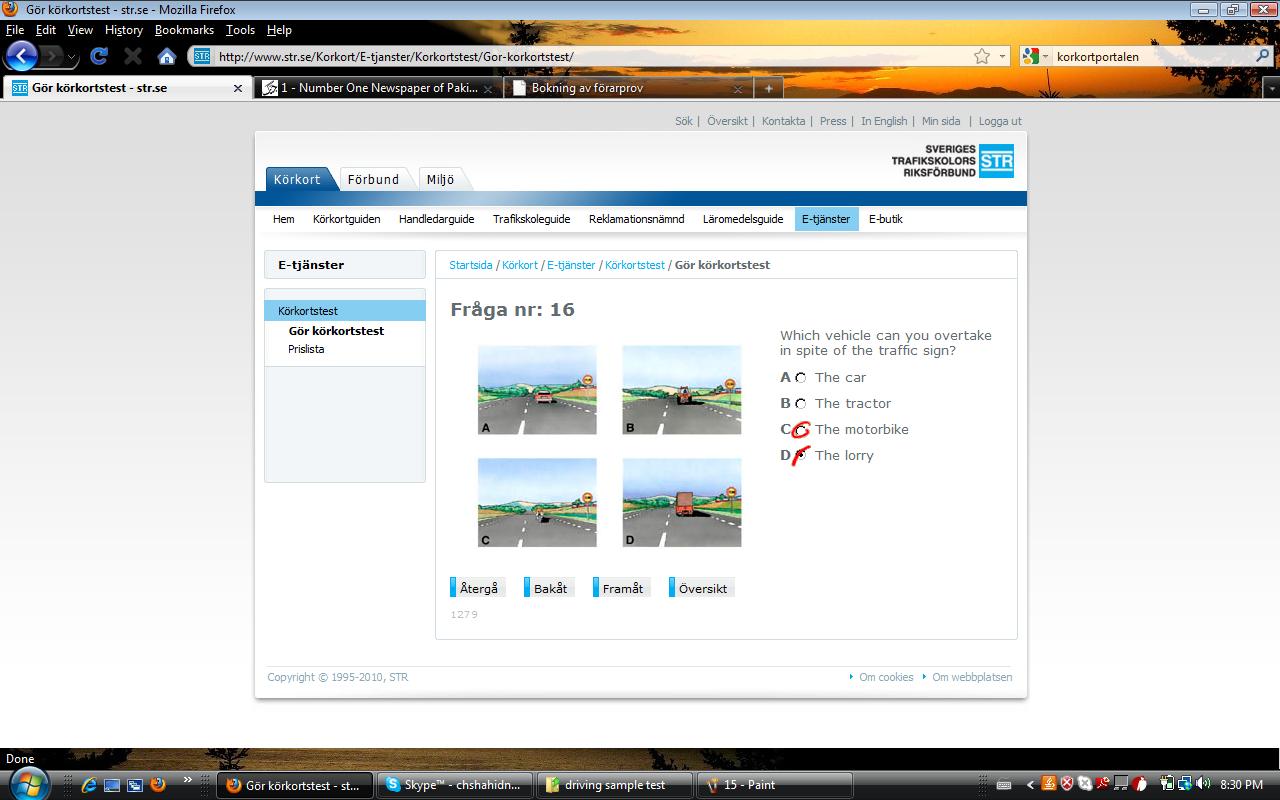 Gör körkortstest - str.se - Mozilla Firefox
File Edit View History Bookmarks Tools Help
STR http://www.str.se/Korkort/E-tjanster/Korkortstest/Gor-korkortstest/ korkortportalen
STR Gör körkortstest - str.se 1 - Number One Newspaper of Paki... Bokning av förarprov
Sök | Översikt | Kontakta | Press | In English | Min sida | Logga ut
SVERIGES
TRAFIKSKOLORS STR
RIKSFÖRBUND
Körkort Förbund Miljö
Hem Körkortguiden Handledarguide Trafikskoleguide Reklamationsnämnd Läromedelsguide E-tjänster E-butik
E-tjänster
Startsida / Körkort / E-tjänster / Körkortstest / Gör körkortstest
Körkortstest
Gör körkortstest
Prislista
Fråga nr: 16
Which vehicle can you overtake
in spite of the traffic sign?
A The car
B The tractor
C The motorbike
D The lorry
A B
C D
Återgå Bakåt Framåt Översikt
1279
Copyright © 1995-2010, STR Om cookies Om webbplatsen
Done
Gör körkortstest - st... Skype™ - chshahidn... driving sample test 15 - Paint 8:30 PM